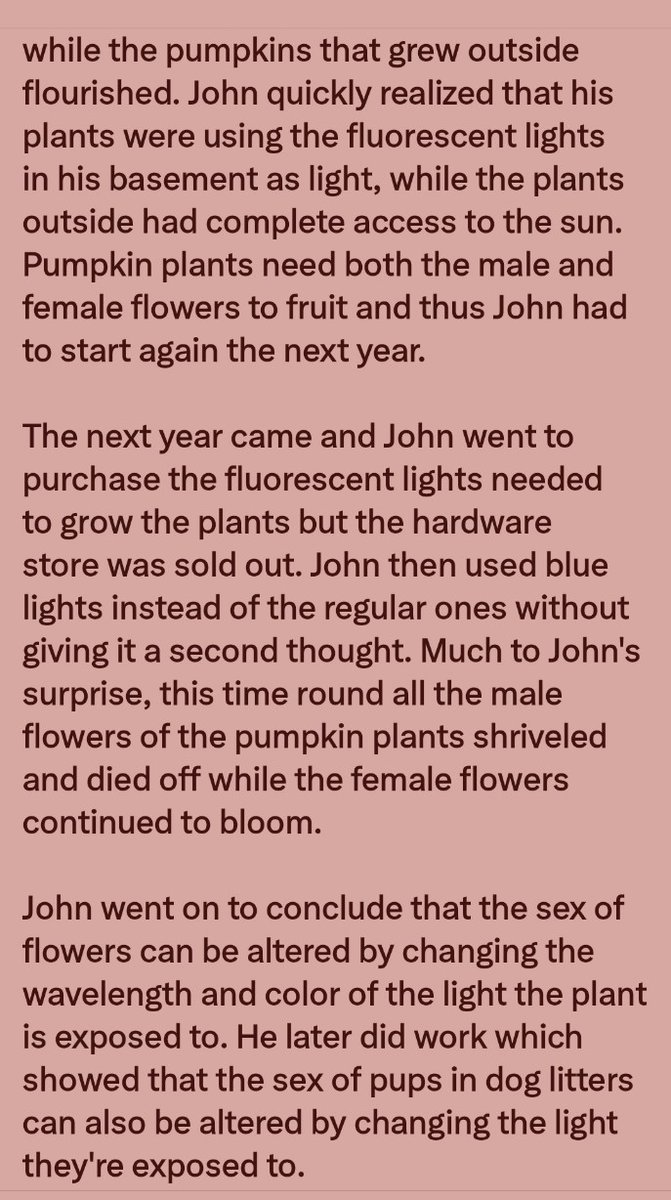 while the pumpkins that grew outside
flourished. John quickly realized that his
plants were using the fluorescent lights
in his basement as light, while the plants
outside had complete access to the sun.
Pumpkin plants need both the male and
female flowers to fruit and thus John had
to start again the next year.
The next year came and John went to
purchase the fluorescent lights needed
to grow the plants but the hardware
store was sold out. John then used blue
lights instead of the regular ones without
giving it a second thought. Much to John's
surprise, this time round all the male
flowers of the pumpkin plants shriveled
and died off while the female flowers
continued to bloom.
John went on to conclude that the sex of
flowers can be altered by changing the
wavelength and color of the light the plant
is exposed to. He later did work which
showed that the sex of pups in dog litters
can also be altered by changing the light
they're exposed to.